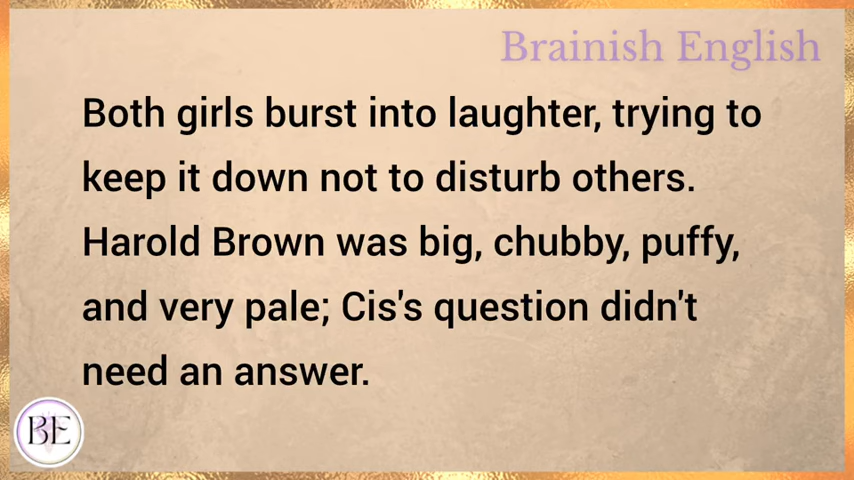 Brainish English
Both girls burst into laughter, trying to
keep it down not to disturb others.
Harold Brown was big, chubby, puffy,
and very pale; Cis's question didn't
need an answer.
BE